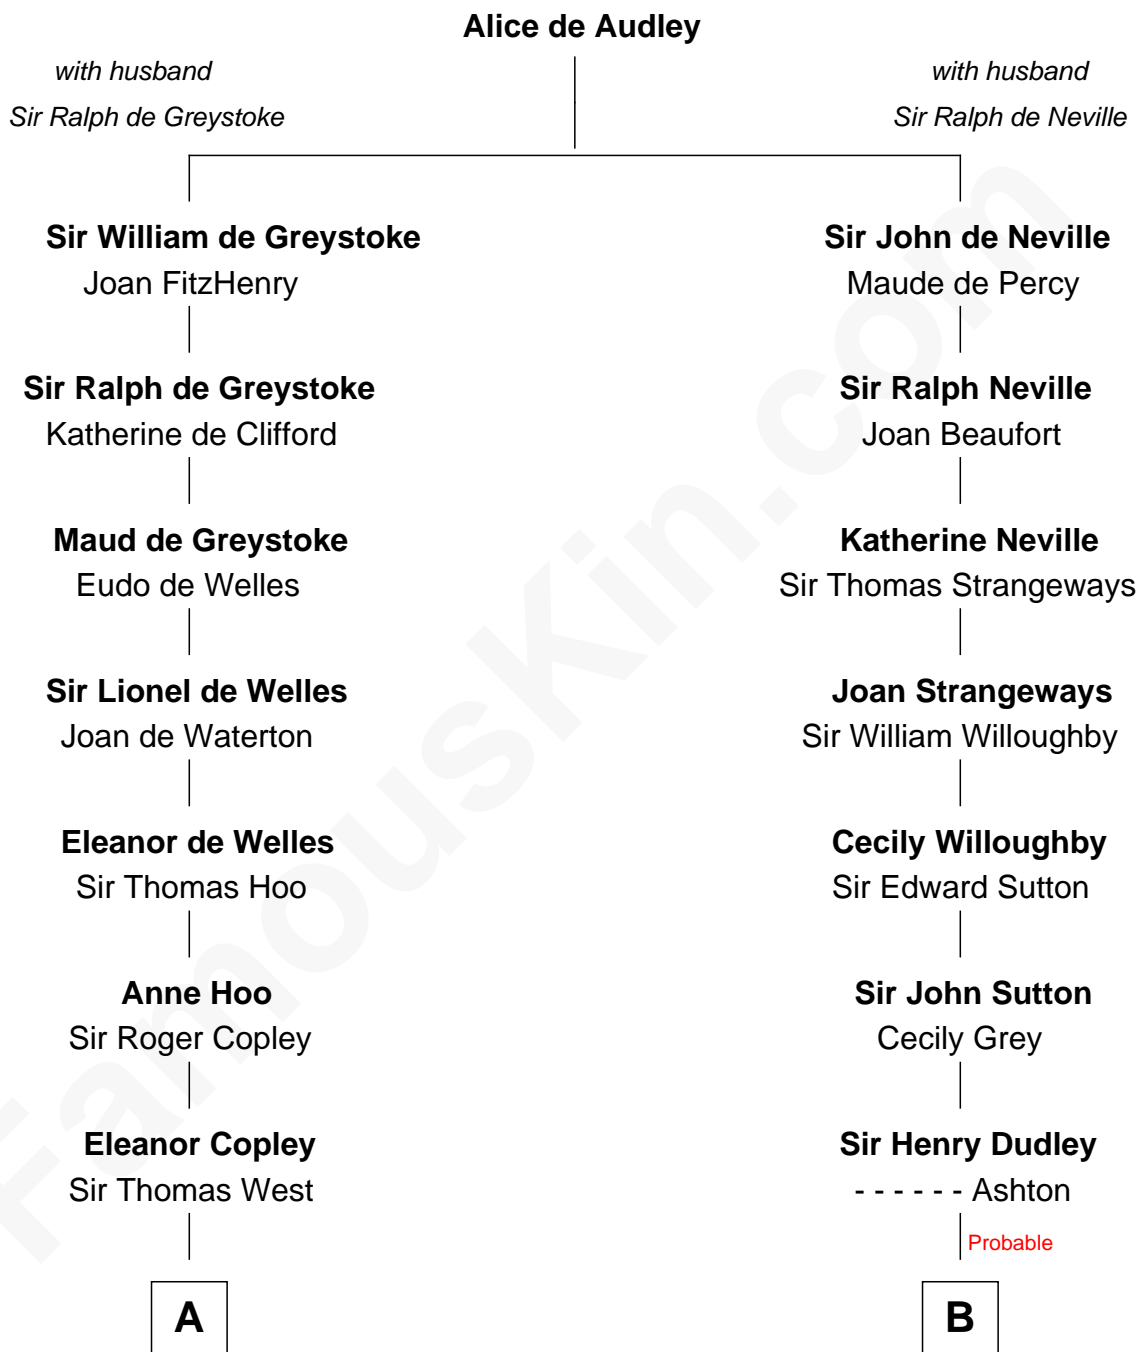 Alice de Audley
with husband
Sir Ralph de Greystoke
with husband
Sir Ralph de Neville
Sir William de Greystoke
Joan FitzHenry
Sir John de Neville
Maude de Percy
Sir Ralph de Greystoke
Katherine de Clifford
Sir Ralph Neville
Joan Beaufort
Maud de Greystoke
Eudo de Welles
Katherine Neville
Sir Thomas Strangeways
Sir Lionel de Welles
Joan de Waterton
Joan Strangeways
Sir William Willoughby
Eleanor de Welles
Sir Thomas Hoo
Cecily Willoughby
Sir Edward Sutton
Anne Hoo
Sir Roger Copley
Sir John Sutton
Cecily Grey
Eleanor Copley
Sir Thomas West
Sir Henry Dudley
- - - - - - Ashton
Probable
A
B
FamousKin.com